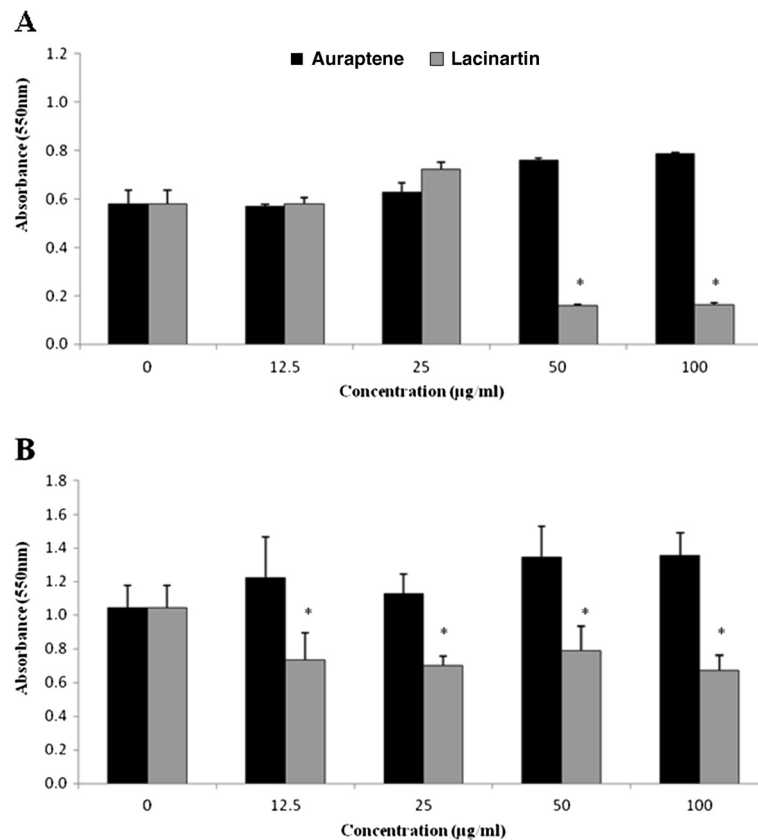 A
Auraptene Lacinartin
Absorbance (550nm)
1.2
1.0
0.8
0.6
0.4
0.2
0.0
* *
0 12.5 25 50 100
Concentration (µg/ml)
B
Absorbance (550nm)
1.8
1.6
1.4
1.2
1.0
0.8
0.6
0.4
0.2
0.0
* * * *
0 12.5 25 50 100
Concentration (µg/ml)